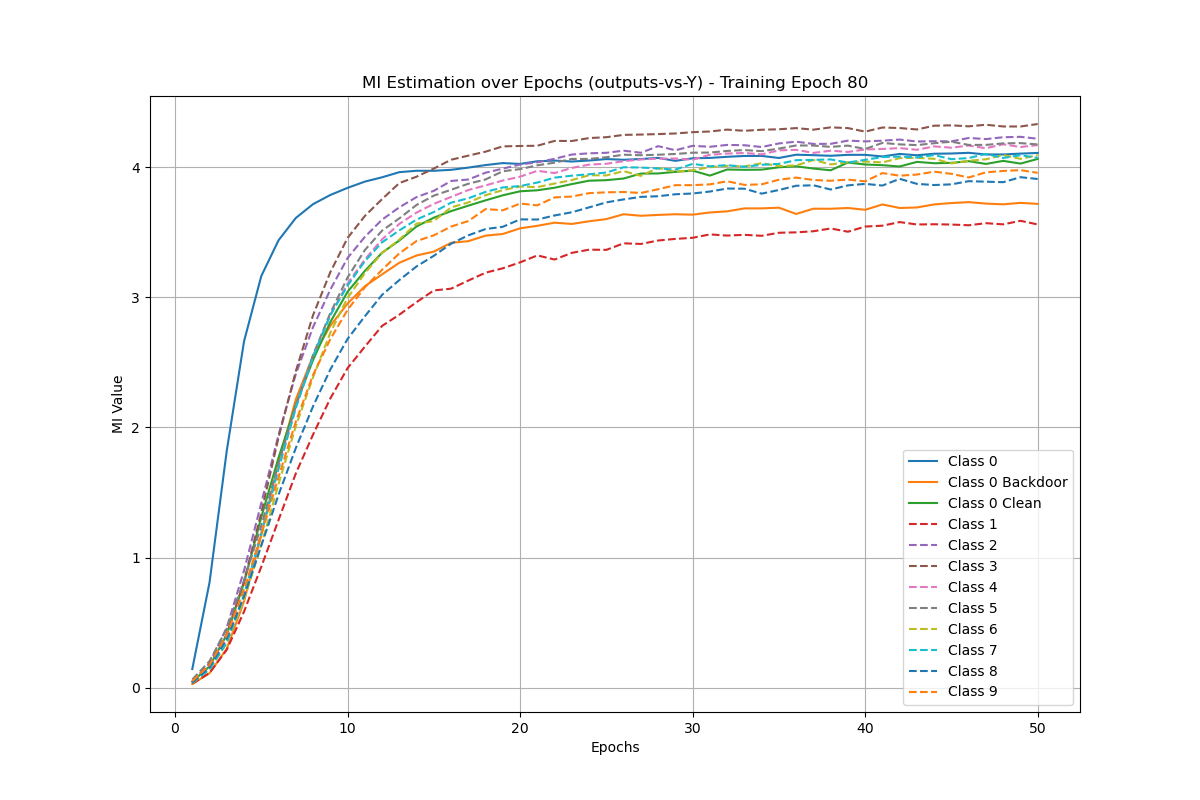 MI Estimation over Epochs (outputs-vs-Y) - Training Epoch 80
MI Value
4
3
2
1
0
0 10 20 30 40 50
Epochs
Class 0
Class 0 Backdoor
Class 0 Clean
Class 1
Class 2
Class 3
Class 4
Class 5
Class 6
Class 7
Class 8
Class 9